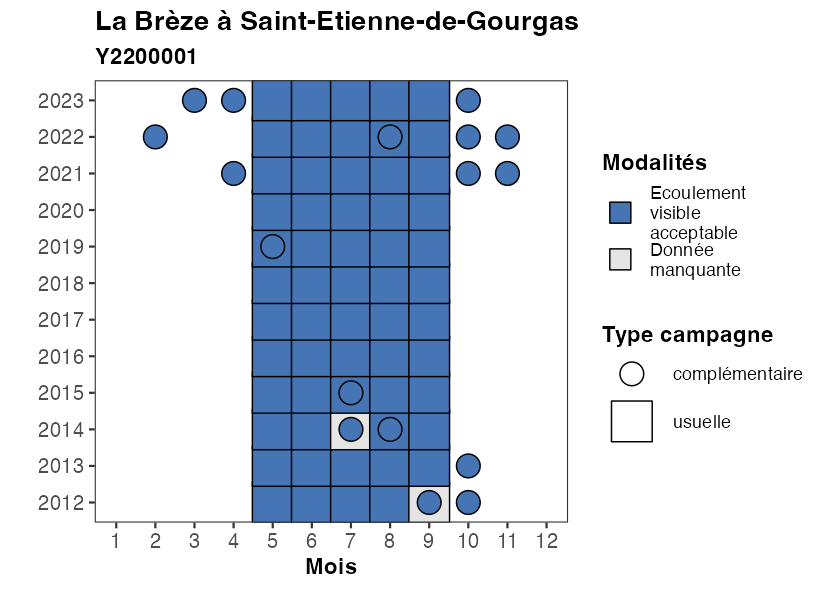 La Brèze à Saint-Etienne-de-Gourgas
Y2200001
2023
2022
2021
2020
2019
2018
2017
2016
2015
2014
2013
2012
1 2 3 4 5 6 7 8 9 10 11 12
Mois
Modalités
Ecoulement
visible
acceptable
Donnée
manquante
Type campagne
complémentaire
usuelle